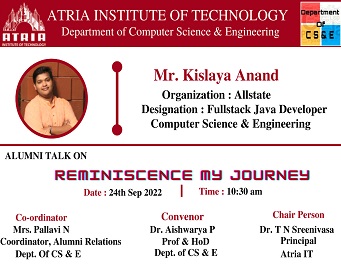 ATRIA INSTITUTE OF TECHNOLOGY
Department of Computer Science & Engineering
ATRIA
INSTITUTE OF TECHNOLOGY
Department
Of
CS&E
Mr. Kislaya Anand
Organization : Allstate
Designation : Fullstack Java Developer
Computer Science & Engineering
ALUMNI TALK ON
REMINISCENCE MY JOURNEY
Date : 24th Sep 2022 | Time : 10:30 am
Co-ordinator
Mrs. Pallavi N
Coordinator, Alumni Relations
Dept. Of CS & E
Convenor
Dr. Aishwarya P
Prof & HoD
Dept. of CS & E
Chair Person
Dr. T N Sreenivasa
Principal
Atria IT